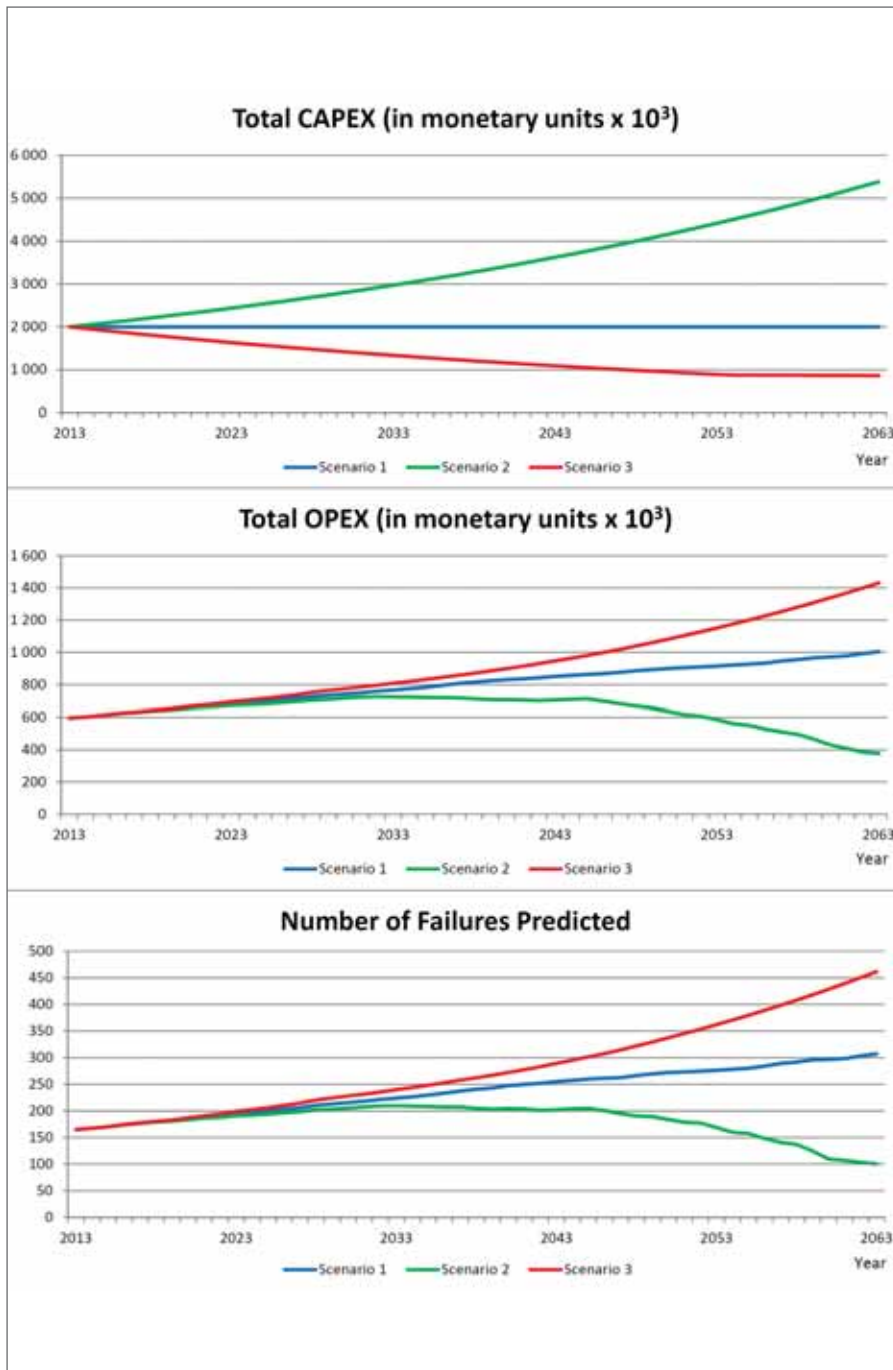 Total CAPEX (in monetary units x 10³)
6 000
5 000
4 000
3 000
2 000
1 000
0
2013 2023 2033 2043 2053 2063
Year
Scenario 1 Scenario 2 Scenario 3
Total OPEX (in monetary units x 10³)
1 600
1 400
1 200
1 000
800
600
400
200
0
2013 2023 2033 2043 2053 2063
Year
Scenario 1 Scenario 2 Scenario 3
Number of Failures Predicted
500
450
400
350
300
250
200
150
100
50
0
2013 2023 2033 2043 2053 2063
Year
Scenario 1 Scenario 2 Scenario 3